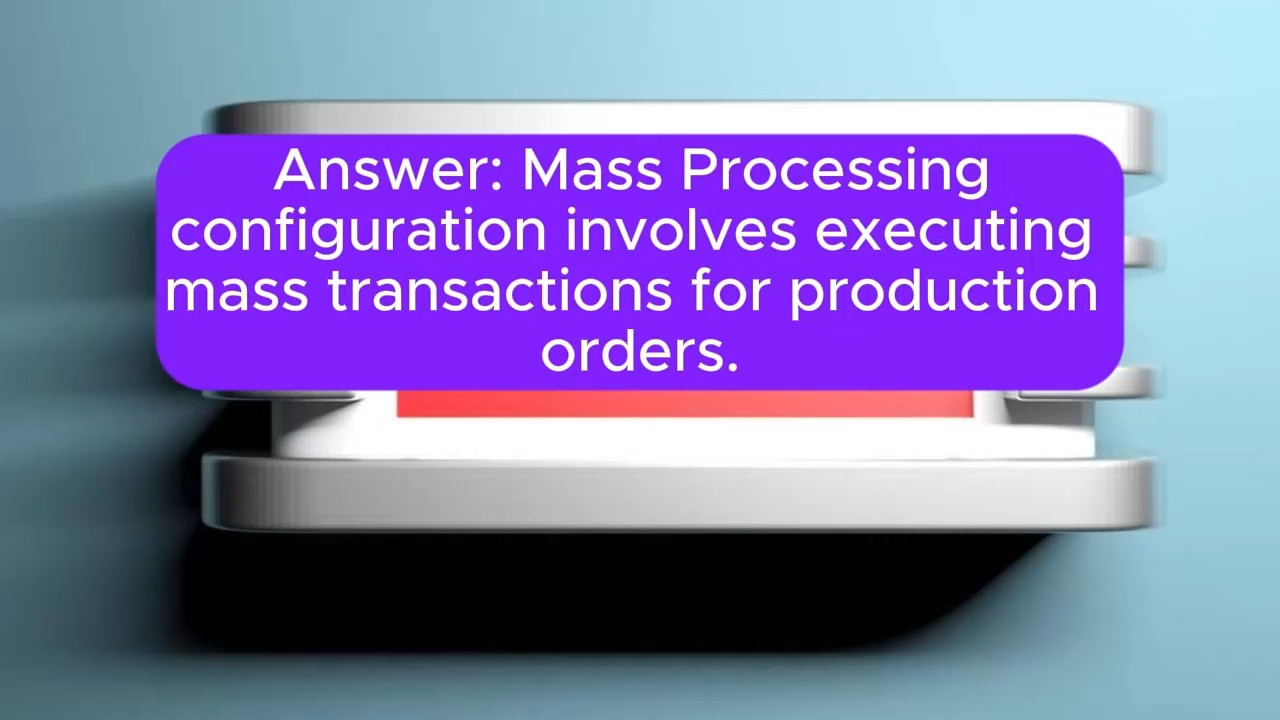 Answer: Mass Processing
configuration involves executing
mass transactions for production
orders.